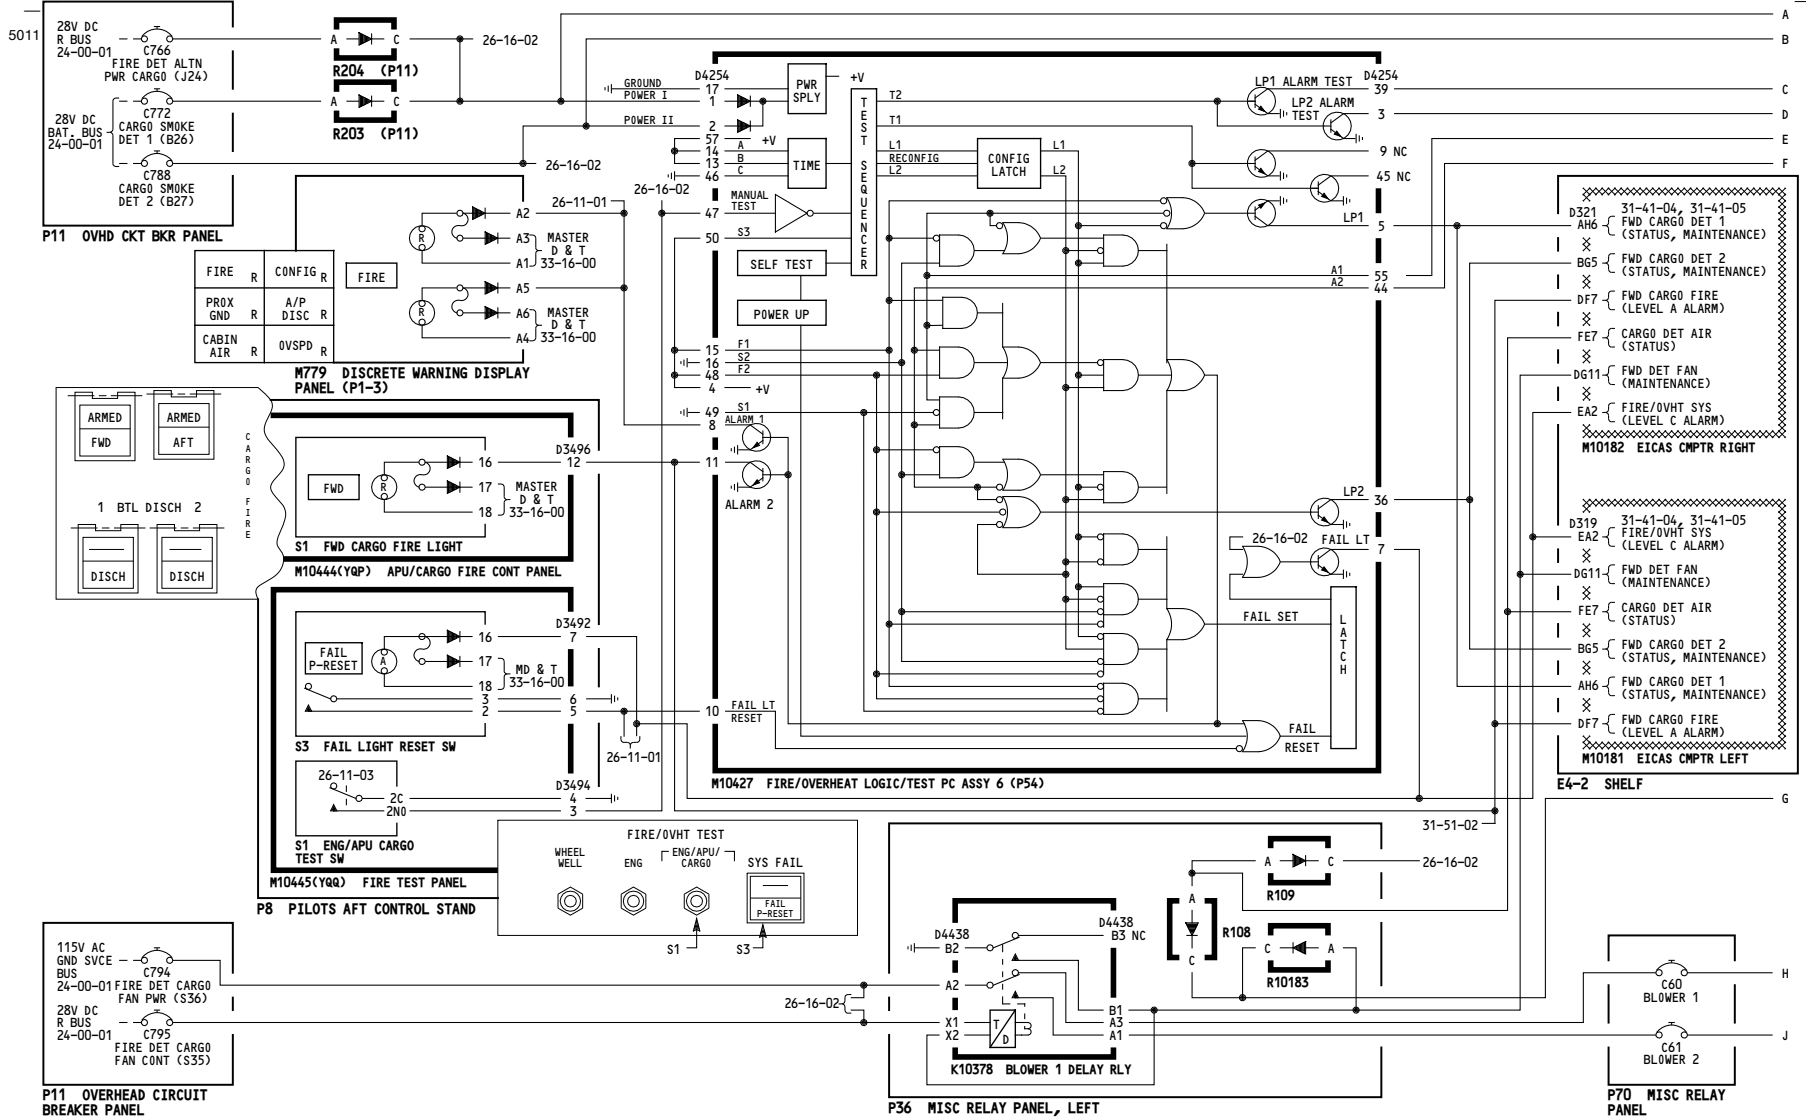 5011
28V DC
R BUS
24-00-01
C766
FIRE DET ALTN
PWR CARGO (J24)
28V DC
BAT. BUS
24-00-01
C772
CARGO SMOKE
DET 1 (B26)
C788
CARGO SMOKE
DET 2 (B27)
P11 OVHD CKT BKR PANEL
A C
R204 (P11)
A C
R203 (P11)
26-16-02
26-16-02
A
B
C
D
E
F
FIRE R
CONFIG R
PROX
GND R
A/P
DISC R
CABIN
AIR R
OVSPD R
FIRE
R
A2
A3
A1
MASTER
D & T
33-16-00
R
A5
A6
A4
MASTER
D & T
33-16-00
26-11-01
26-16-02
M779 DISCRETE WARNING DISPLAY
PANEL (P1-3)
ARMED
FWD
ARMED
AFT
CARGO FIRE
1 BTL DISCH 2
DISCH
DISCH
FWD
R
16
17
18
MASTER
D & T
33-16-00
D3496
12
S1 FWD CARGO FIRE LIGHT
M10444(YQP) APU/CARGO FIRE CONT PANEL
FAIL
P-RESET
A
16
17
18
MD & T
33-16-00
3
2
D3492
7
6
5
S3 FAIL LIGHT RESET SW
26-11-01
26-11-03
2C
2NO
D3494
4
3
S1 ENG/APU CARGO
TEST SW
M10445(YQQ) FIRE TEST PANEL
P8 PILOTS AFT CONTROL STAND
FIRE/OVHT TEST
WHEEL
WELL
ENG
ENG/APU/
CARGO
SYS FAIL
FAIL
P-RESET
S1
S3
D4254
GROUND
17
POWER I
1
POWER II
2
57
+V
14 A
13 B
46 C
47
MANUAL
TEST
50 S3
15 F1
16 S2
48 F2
4
+V
49 S1
8
ALARM 1
11
ALARM 2
10 FAIL LT
RESET
PWR
SPLY
+V
TIME
SELF TEST
POWER UP
TEST SEQUENCER
T2
T1
L1
RECONFIG
L2
CONFIG
LATCH
L1
L2
LP1 ALARM TEST
LP2 ALARM
TEST
D4254
39
3
9 NC
45 NC
LP1
5
A1
55
A2
44
LP2
36
26-16-02
FAIL LT
7
FAIL SET
LATCH
FAIL
RESET
M10427 FIRE/OVERHEAT LOGIC/TEST PC ASSY 6 (P54)
D321
31-41-04, 31-41-05
AH6
FWD CARGO DET 1
(STATUS, MAINTENANCE)
BG5
FWD CARGO DET 2
(STATUS, MAINTENANCE)
DF7
FWD CARGO FIRE
(LEVEL A ALARM)
FE7
CARGO DET AIR
(STATUS)
DG11
FWD DET FAN
(MAINTENANCE)
EA2
FIRE/OVHT SYS
(LEVEL C ALARM)
M10182 EICAS CMPTR RIGHT
D319
31-41-04, 31-41-05
EA2
FIRE/OVHT SYS
(LEVEL C ALARM)
DG11
FWD DET FAN
(MAINTENANCE)
FE7
CARGO DET AIR
(STATUS)
BG5
FWD CARGO DET 2
(STATUS, MAINTENANCE)
AH6
FWD CARGO DET 1
(STATUS, MAINTENANCE)
DF7
FWD CARGO FIRE
(LEVEL A ALARM)
M10181 EICAS CMPTR LEFT
E4-2 SHELF
G
31-51-02
115V AC
GND SVCE
BUS
24-00-01
C794
FIRE DET CARGO
FAN PWR (S36)
28V DC
R BUS
24-00-01
C795
FIRE DET CARGO
FAN CONT (S35)
P11 OVERHEAD CIRCUIT
BREAKER PANEL
26-16-02
D4438
B2
A2
X1
X2
T/D
D4438
B3 NC
B1
A3
A1
K10378 BLOWER 1 DELAY RLY
A
C
R108
A C
R109
26-16-02
C A
R10183
P36 MISC RELAY PANEL, LEFT
C60
BLOWER 1
C61
BLOWER 2
H
J
P70 MISC RELAY
PANEL